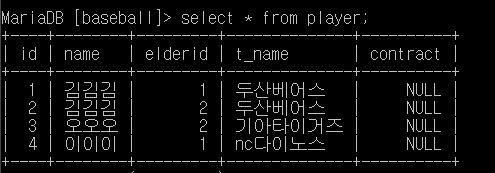 MariaDB [baseball]> select * from player;
+----+--------+---------+--------------+----------+
| id | name | elderid | t_name | contract |
+----+--------+---------+--------------+----------+
| 1 | 김김김 | 1 | 두산베어스 | NULL |
| 2 | 김김김 | 2 | 두산베어스 | NULL |
| 3 | 오오오 | 2 | 기아타이거즈 | NULL |
| 4 | 이이이 | 1 | nc다이노스 | NULL |
+----+--------+---------+--------------+----------+